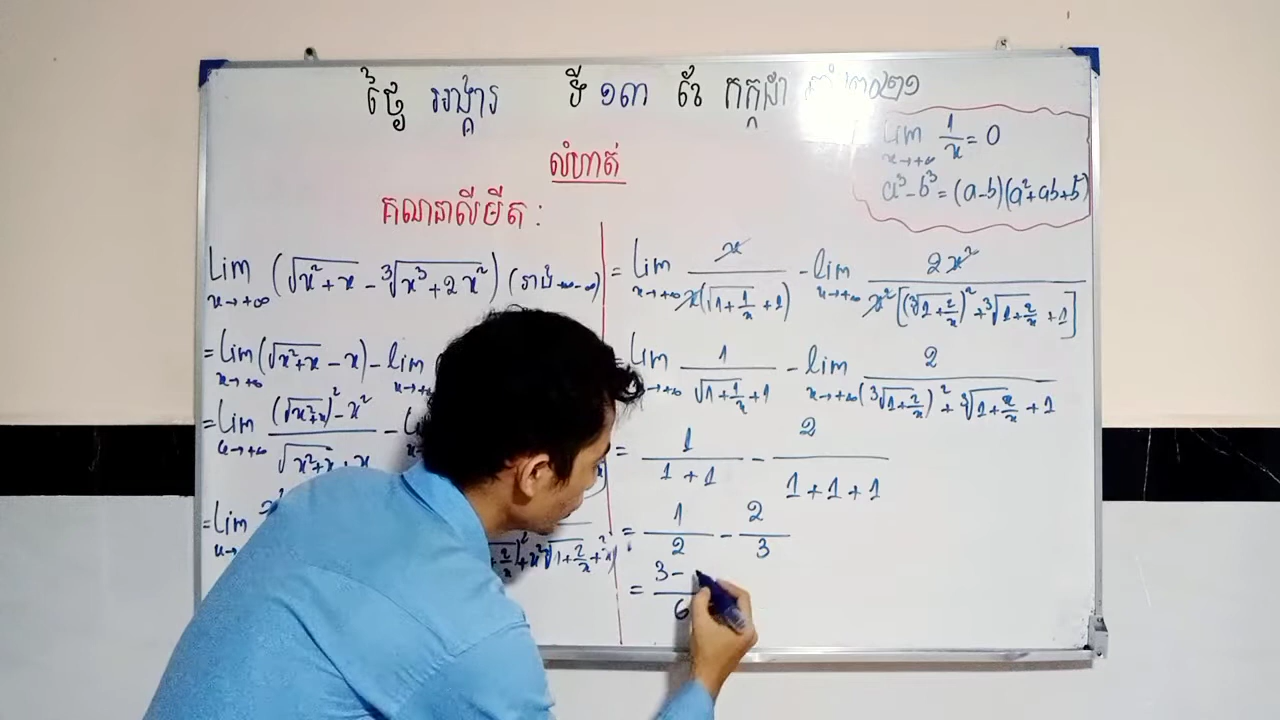 ថ្ងៃ អង្គារ ទី ១៣ ខែ កក្កដា ឆ្នាំ ២០២១
lim x→+∞ 1/x = 0
a³-b³ = (a-b)(a²+ab+b²)
លំហាត់
គណនាលីមីត :
lim x→+∞ (√(x²+x) - ³√(x³+2x²)) (រាង +∞-∞)
= lim x→+∞ (√(x²+x) - x) - lim x→+∞
= lim x→+∞ ((√(x²+x))² - x²)/(√(x²+x) + x) -
= lim
= lim x→+∞ x/(x(√(1+1/x) + 1)) - lim x→+∞ 2x²/(x²[(³√(1+2/x))² + ³√(1+2/x) + 1])
= lim x→+∞ 1/(√(1+1/x) + 1) - lim x→+∞ 2/((³√(1+2/x))² + ³√(1+2/x) + 1)
= 1/(1+1) - 2/(1+1+1)
= 1/2 - 2/3
= (3-)/6